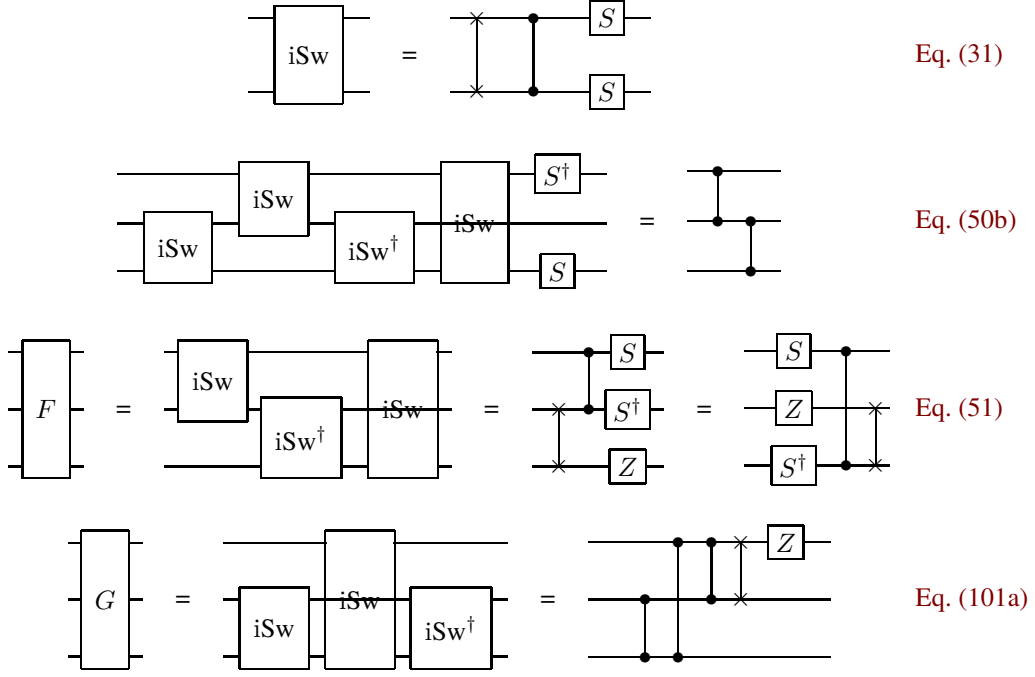 iSw = S S Eq. (31)
iSw iSw iSw† iSw S† S = Eq. (50b)
F = iSw iSw† iSw = S S† Z = S Z S† Eq. (51)
G = iSw iSw iSw† = Z Eq. (101a)